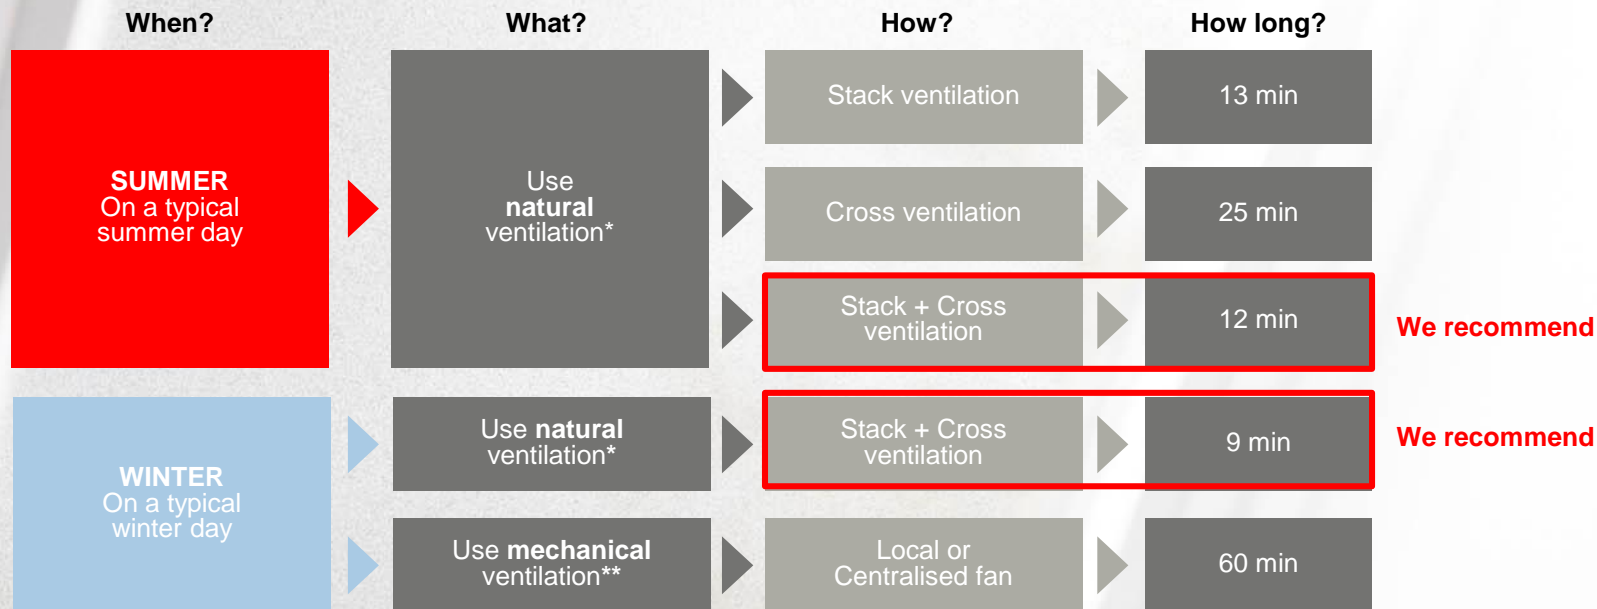 When?
What?
How?
How long?
SUMMER
On a typical
summer day
Use
natural
ventilation*
Stack ventilation
13 min
Cross ventilation
25 min
Stack + Cross
ventilation
12 min
We recommend
WINTER
On a typical
winter day
Use natural
ventilation*
Stack + Cross
ventilation
9 min
We recommend
Use mechanical
ventilation**
Local or
Centralised fan
60 min